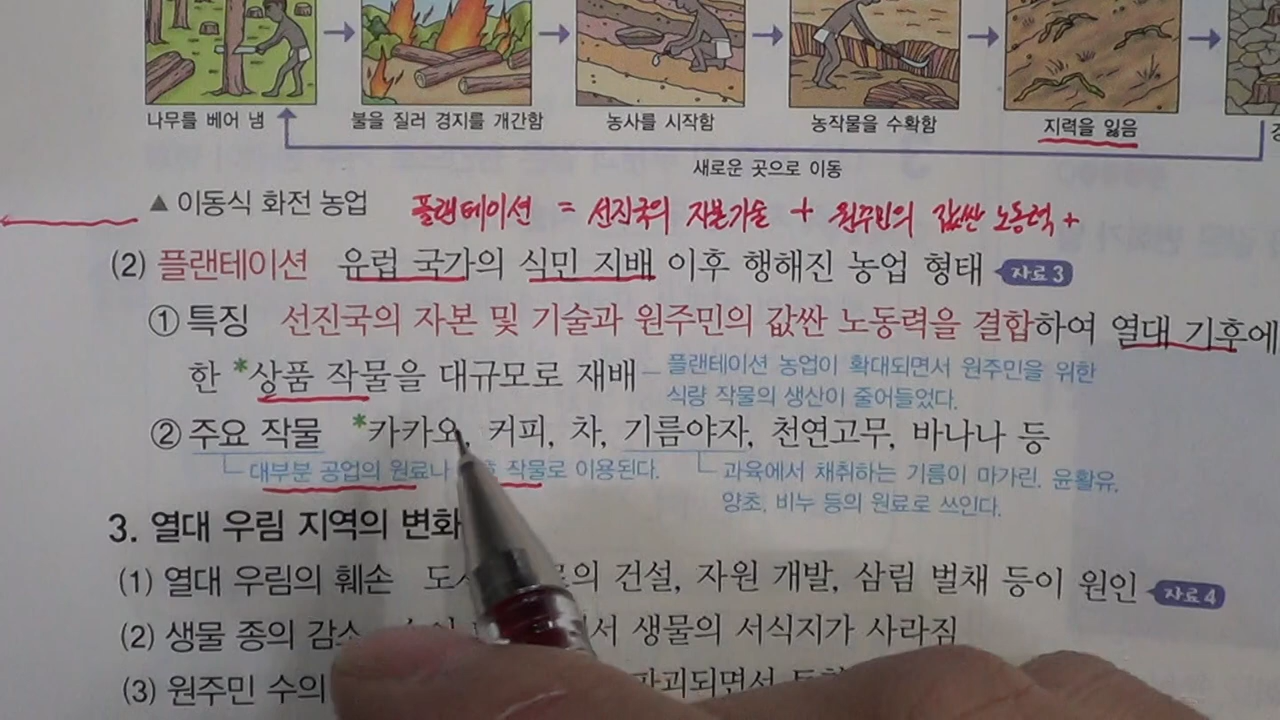 나무를 베어 냄 불을 질러 경지를 개간함 농사를 시작함 농작물을 수확함 지력을 잃음
새로운 곳으로 이동
▲ 이동식 화전 농업
플랜테이션 = 선진국의 자본기술 + 원주민의 값싼 노동력 +
(2) 플랜테이션 유럽 국가의 식민 지배 이후 행해진 농업 형태 자료 3
① 특징 선진국의 자본 및 기술과 원주민의 값싼 노동력을 결합하여 열대 기후에
한 *상품 작물을 대규모로 재배
플랜테이션 농업이 확대되면서 원주민을 위한
식량 작물의 생산이 줄어들었다.
② 주요 작물 *카카오, 커피, 차, 기름야자, 천연고무, 바나나 등
대부분 공업의 원료나 작물로 이용된다.
과육에서 채취하는 기름이 마가린, 윤활유,
양초, 비누 등의 원료로 쓰인다.
3. 열대 우림 지역의 변화
(1) 열대 우림의 훼손 건설, 자원 개발, 삼림 벌채 등이 원인 자료 4
(2) 생물 종의 감소 생물의 서식지가 사라짐
(3) 원주민 수의 파괴되면서